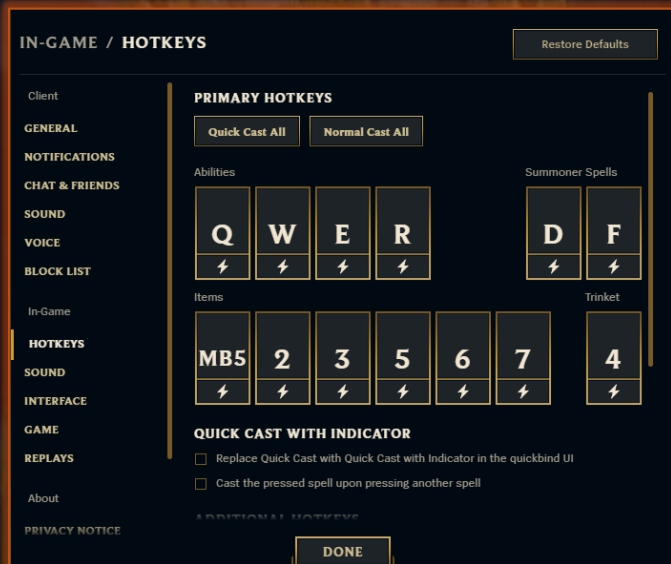 IN-GAME / HOTKEYS
Restore Defaults
Client
GENERAL
NOTIFICATIONS
CHAT & FRIENDS
SOUND
VOICE
BLOCK LIST
In-Game
HOTKEYS
SOUND
INTERFACE
GAME
REPLAYS
About
PRIVACY NOTICE
PRIMARY HOTKEYS
Quick Cast All Normal Cast All
Abilities Summoner Spells
Q W E R D F
Items Trinket
MB5 2 3 5 6 7 4
QUICK CAST WITH INDICATOR
Replace Quick Cast with Quick Cast with Indicator in the quickbind UI
Cast the pressed spell upon pressing another spell
ADDITIONAL HOTKEYS
DONE